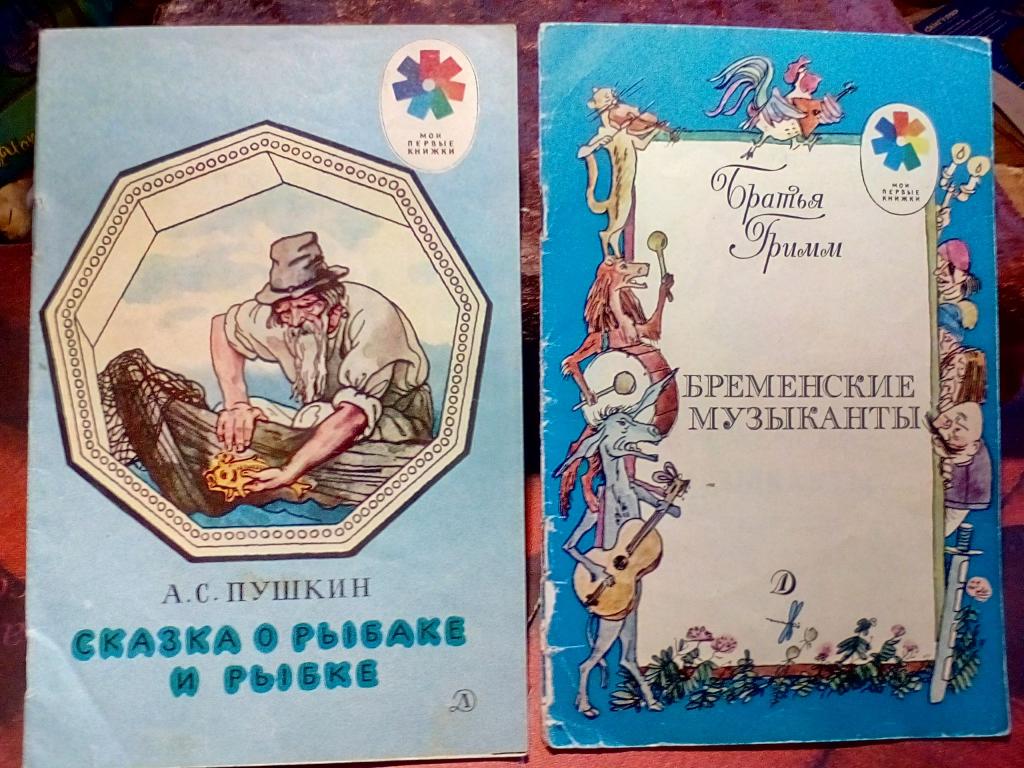 МОИ
ПЕРВЫЕ
КНИЖКИ
А.С. ПУШКИН
СКАЗКА О РЫБАКЕ
И РЫБКЕ
Д
МОИ
ПЕРВЫЕ
КНИЖКИ
Братья
Гримм
БРЕМЕНСКИЕ
МУЗЫКАНТЫ
Д